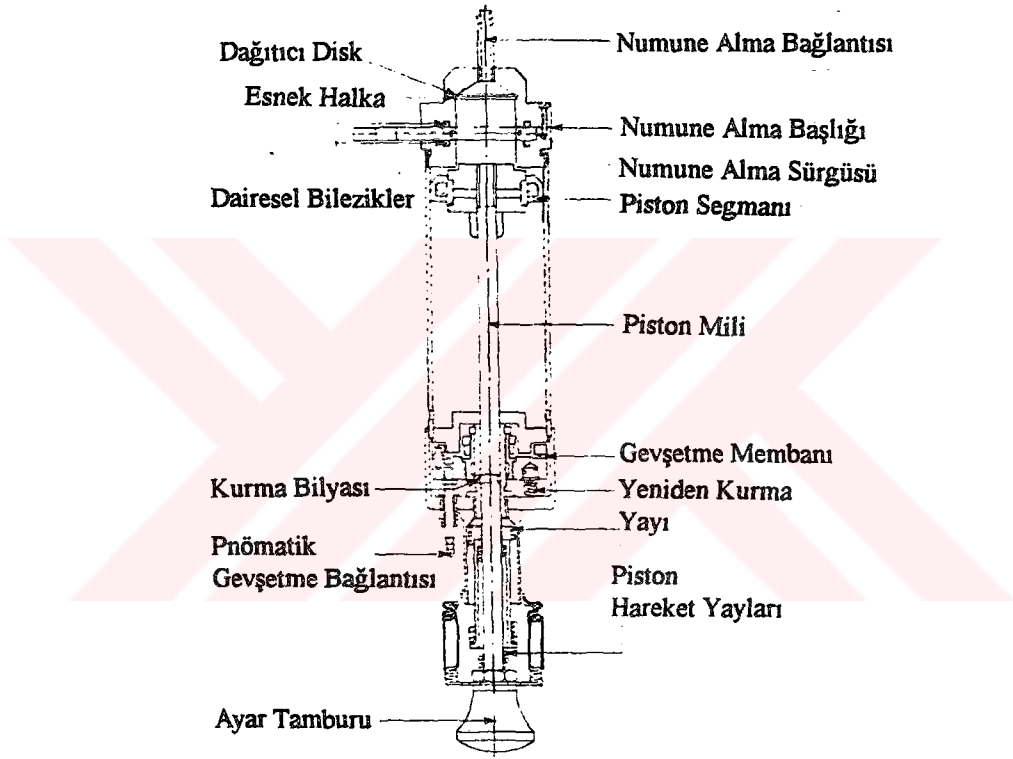 Numune Alma Bağlantısı
Dağıtıcı Disk
Esnek Halka
Numune Alma Başlığı
Numune Alma Sürgüsü
Dairesel Bilezikler
Piston Segmanı
Piston Mili
Gevşetme Membanı
Kurma Bilyası
Yeniden Kurma
Yayı
Pnömatik
Gevşetme Bağlantısı
Piston
Hareket Yayları
Ayar Tamburu